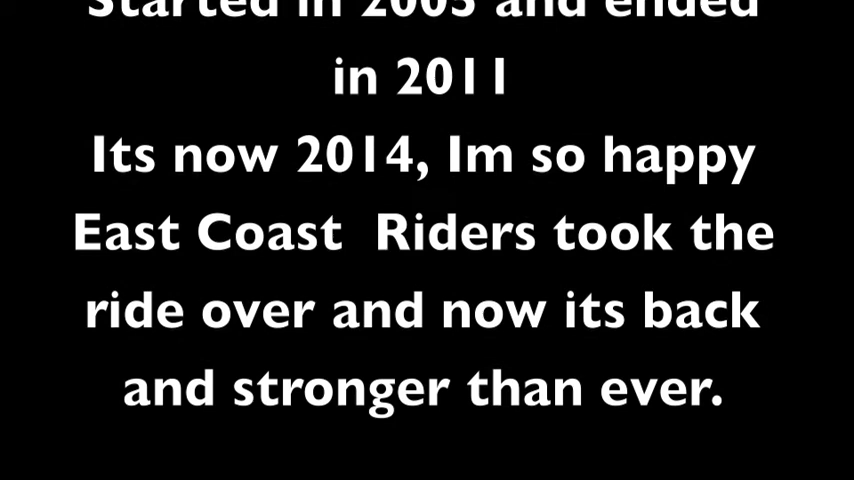 Started in 2005 and ended
in 2011
Its now 2014, Im so happy
East Coast  Riders took the
ride over and now its back
and stronger than ever.